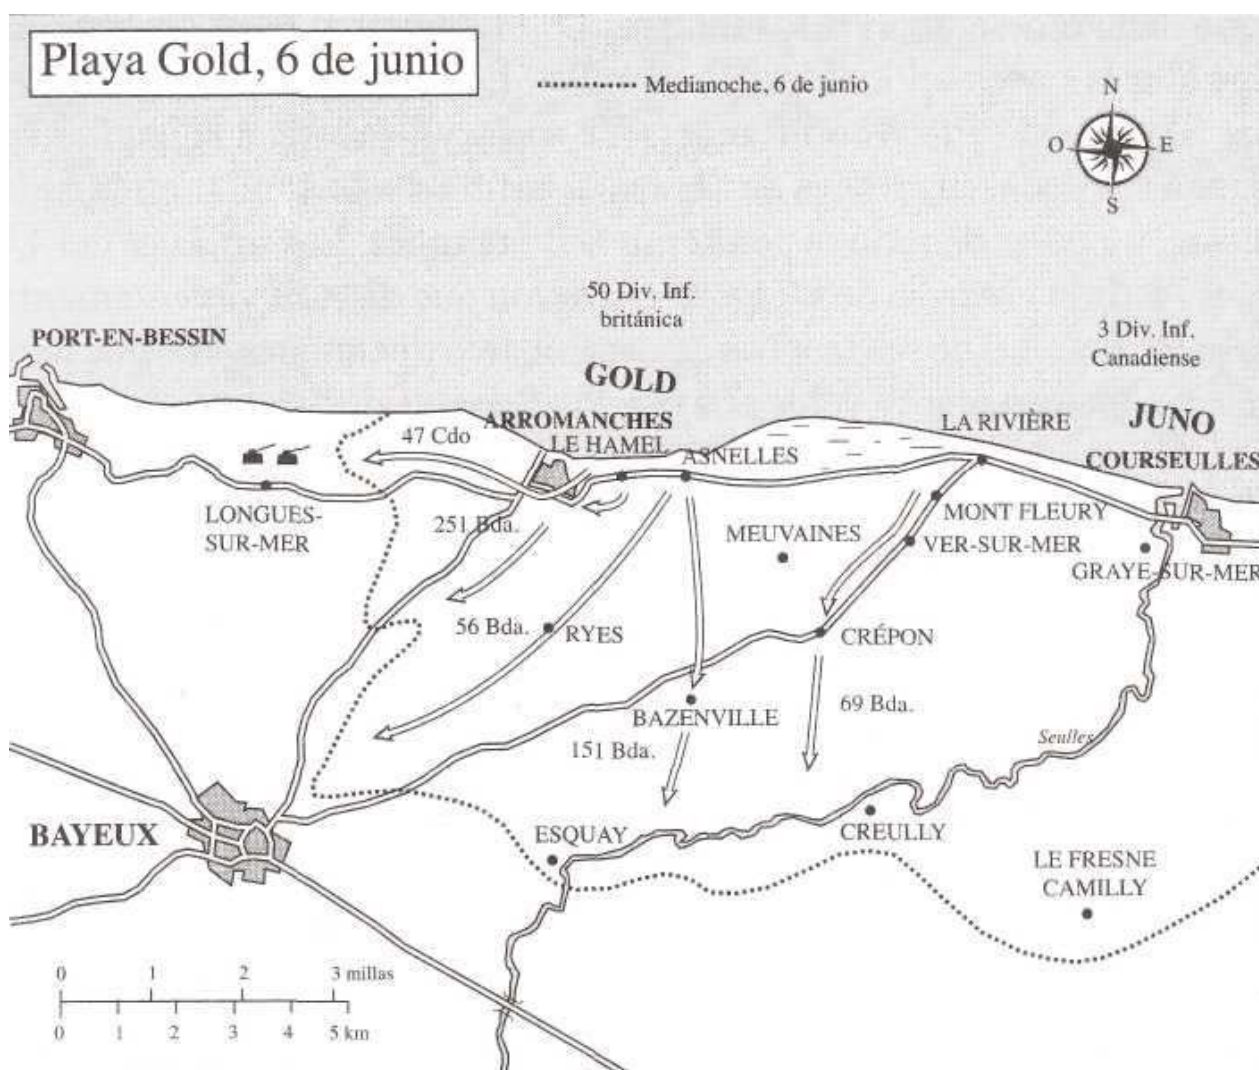 Playa Gold, 6 de junio
Medianoche, 6 de junio
N
O
E
S
50 Div. Inf.
británica
3 Div. Inf.
Canadiense
PORT-EN-BESSIN
GOLD
JUNO
ARROMANCHES
LA RIVIÈRE
47 Cdo
LE HAMEL
ASNELLES
COURSEULLES
LONGUES-
SUR-MER
251 Bda.
MEUVAINES
MONT FLEURY
VER-SUR-MER
GRAYE-SUR-MER
56 Bda.
RYES
CRÉPON
BAZENVILLE
69 Bda.
151 Bda.
Seulles
BAYEUX
ESQUAY
CREULLY
LE FRESNE
CAMILLY
0 1 2 3 millas
0 1 2 3 4 5 km